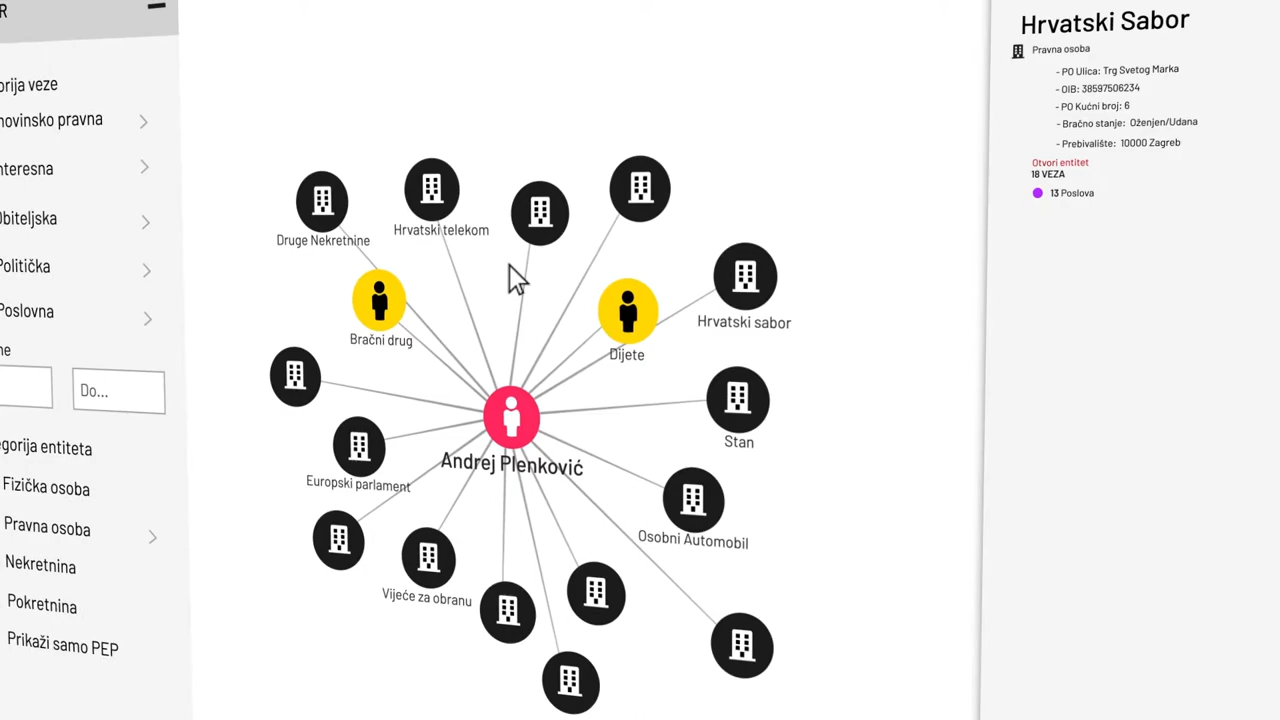 R
orija veze
novinsko pravna
nteresna
Obiteljska
Politička
Poslovna
me
Do...
gorija entiteta
Fizička osoba
Pravna osoba
Nekretnina
Pokretnina
Prikaži samo PEP
Druge Nekretnine
Hrvatski telekom
Hrvatski sabor
Bračni drug
Dijete
Stan
Andrej Plenković
Europski parlament
Osobni Automobil
Vijeće za obranu
Hrvatski Sabor
Pravna osoba
- PO Ulica: Trg Svetog Marka
- OIB: 38597506234
- PO Kućni broj: 6
- Bračno stanje: Oženjen/Udana
- Prebivalište: 10000 Zagreb
Otvori entitet
18 VEZA
13 Poslova